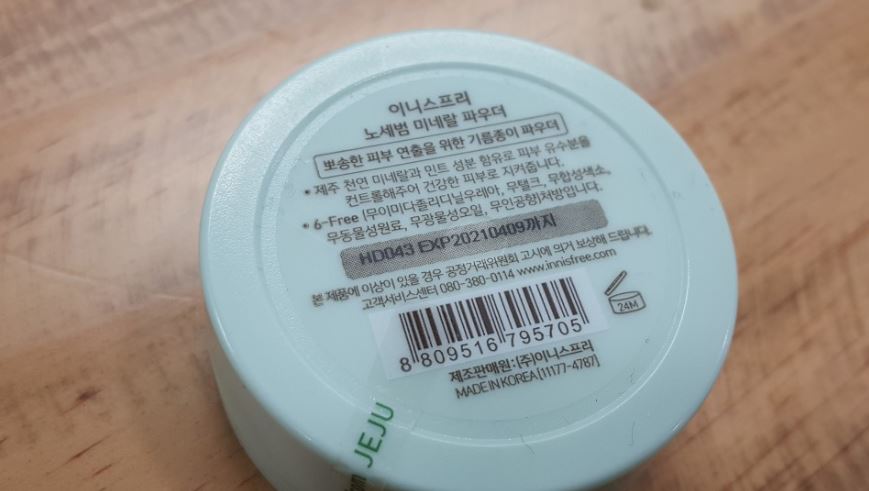 이니스프리
노세범 미네랄 파우더
뽀송한 피부 연출을 위한 기름종이 파우더
• 제주 천연 미네랄과 민트 성분 함유로 피부 유수분을
컨트롤해주어 건강한 피부로 지켜줍니다.
• 6-Free (무이미다졸리디닐우레아, 무탤크, 무합성색소,
무동물성원료, 무광물성오일, 무인공향)처방입니다.
HD043 EXP20210409까지
본 제품에 이상이 있을 경우 공정거래위원회 고시에 의거 보상해 드립니다.
고객서비스센터 080-380-0114 www.innisfree.com
24M
8 809516 795705
제조판매원:(주)이니스프리
MADE IN KOREA [11177-4787]
JEJU